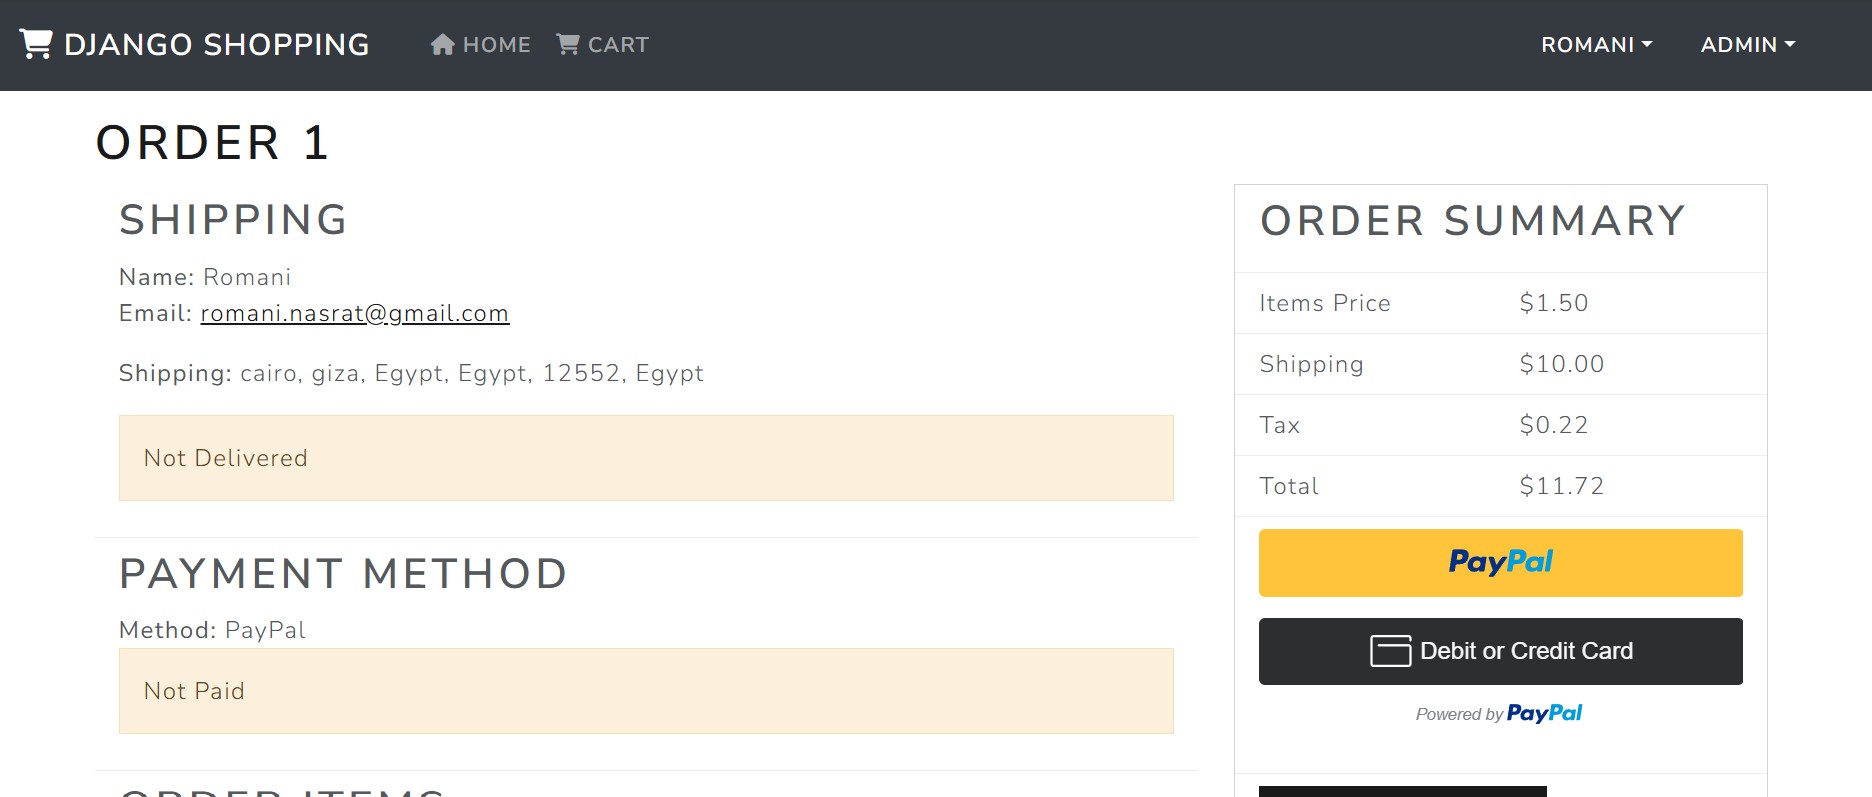 DJANGO SHOPPING HOME CART ROMANI ADMIN
ORDER 1
SHIPPING
Name: Romani
Email: romani.nasrat@gmail.com
Shipping: cairo, giza, Egypt, Egypt, 12552, Egypt
Not Delivered
PAYMENT METHOD
Method: PayPal
Not Paid
ORDER ITEMS
ORDER SUMMARY
Items Price $1.50
Shipping $10.00
Tax $0.22
Total $11.72
PayPal
Debit or Credit Card
Powered by PayPal